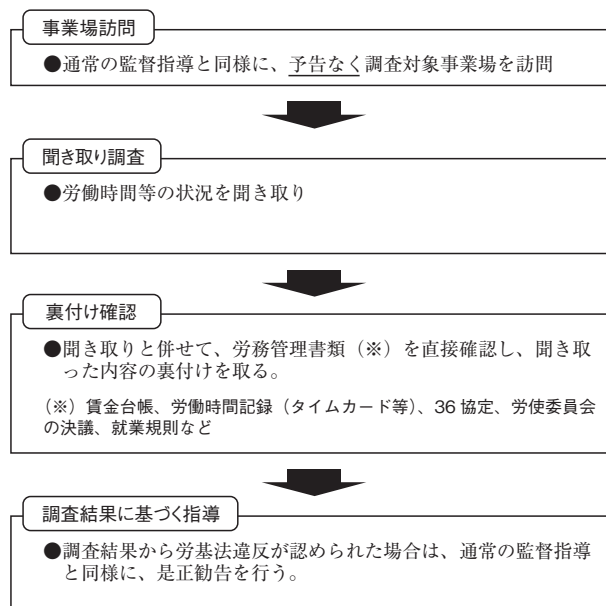 事業場訪問
●通常の監督指導と同様に、予告なく調査対象事業場を訪問
聞き取り調査
●労働時間等の状況を聞き取り
裏付け確認
●聞き取りと併せて、労務管理書類（※）を直接確認し、聞き取
った内容の裏付けを取る。
（※）賃金台帳、労働時間記録（タイムカード等）、36 協定、労使委員会
の決議、就業規則など
調査結果に基づく指導
●調査結果から労基法違反が認められた場合は、通常の監督指導
と同様に、是正勧告を行う。